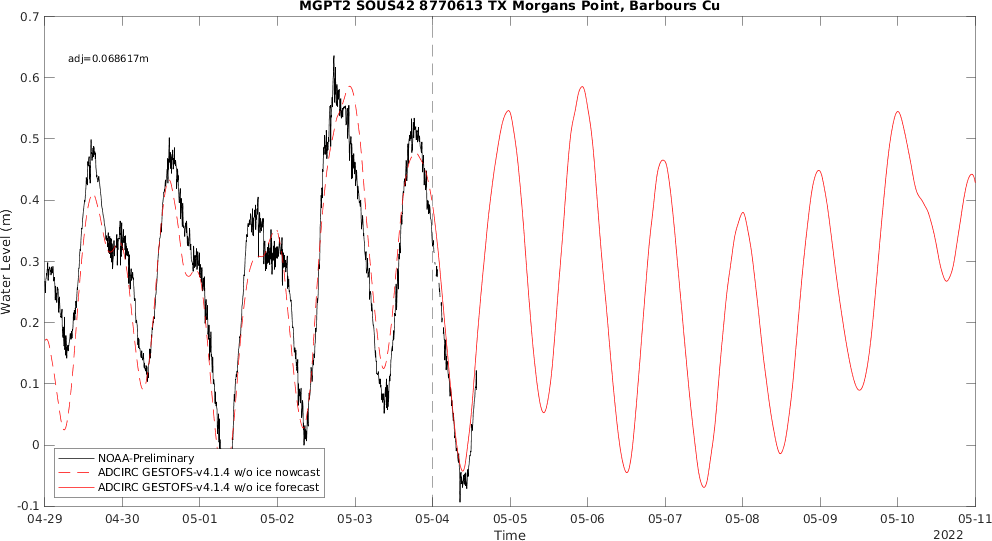 MGPT2 SOUS42 8770613 TX Morgans Point, Barbours Cu
adj=0.068617m
Water Level (m)
0.7
0.6
0.5
0.4
0.3
0.2
0.1
0
-0.1
NOAA-Preliminary
ADCIRC GESTOFS-v4.1.4 w/o ice nowcast
ADCIRC GESTOFS-v4.1.4 w/o ice forecast
04-29 04-30 05-01 05-02 05-03 05-04 05-05 05-06 05-07 05-08 05-09 05-10 05-11
Time
2022